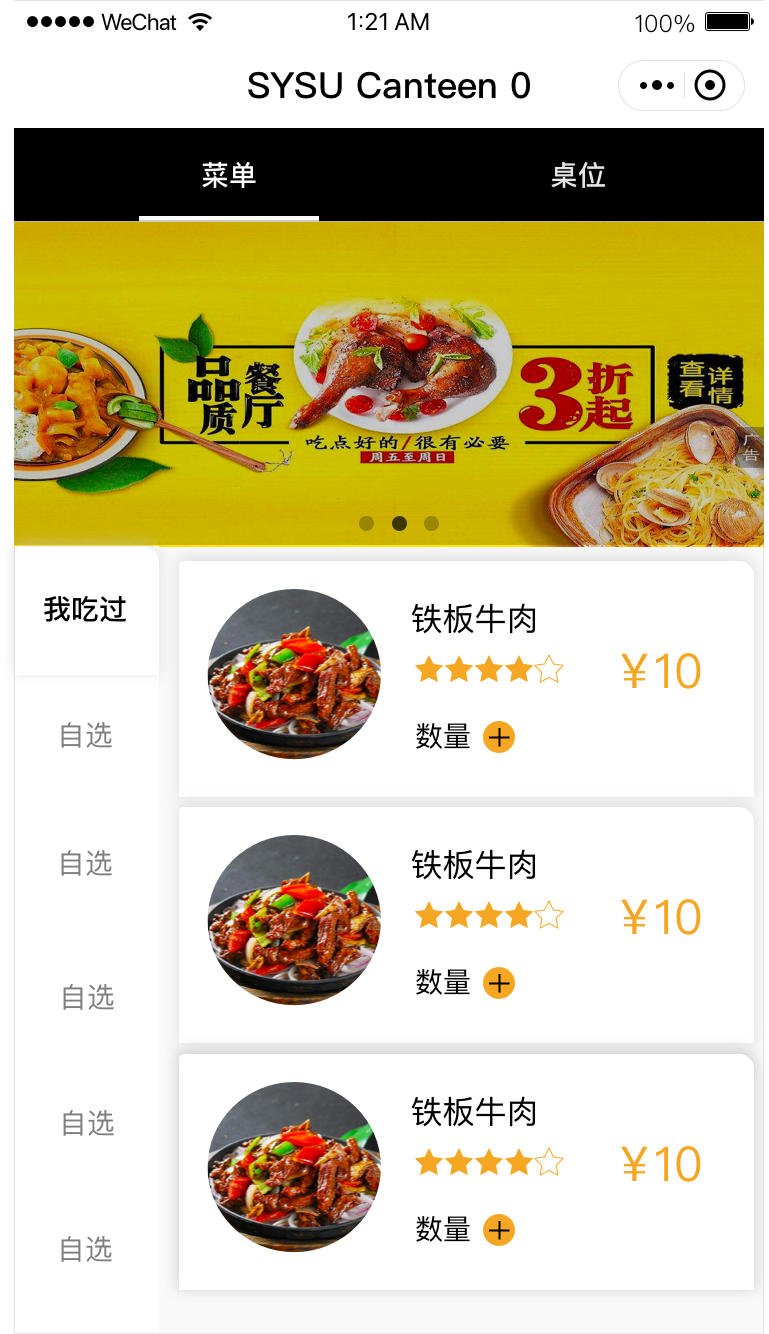 WeChat
1:21 AM
100%
SYSU Canteen 0
菜单
桌位
品质
餐厅
3折起
查看
详情
吃点好的/很有必要
周五至周日
广告
我吃过
自选
自选
自选
自选
自选
铁板牛肉
¥10
数量
铁板牛肉
¥10
数量
铁板牛肉
¥10
数量